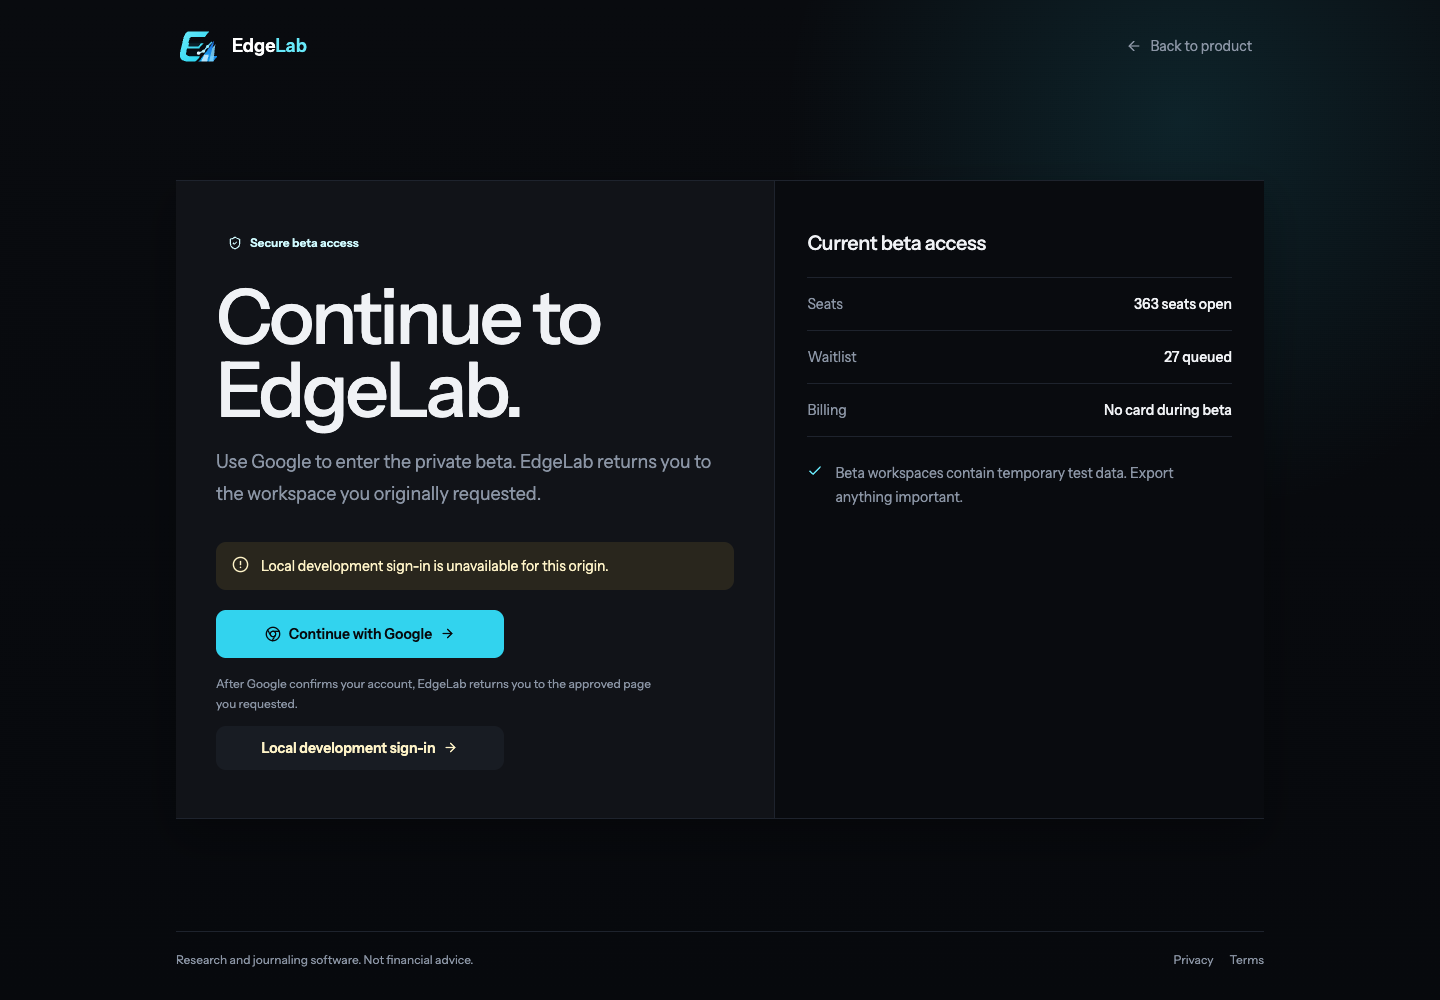 EdgeLab
Back to product
Secure beta access
Continue to
EdgeLab.
Use Google to enter the private beta. EdgeLab returns you to
the workspace you originally requested.
Local development sign-in is unavailable for this origin.
Continue with Google
After Google confirms your account, EdgeLab returns you to the approved page
you requested.
Local development sign-in
Current beta access
Seats 363 seats open
Waitlist 27 queued
Billing No card during beta
Beta workspaces contain temporary test data. Export
anything important.
Research and journaling software. Not financial advice.
Privacy Terms